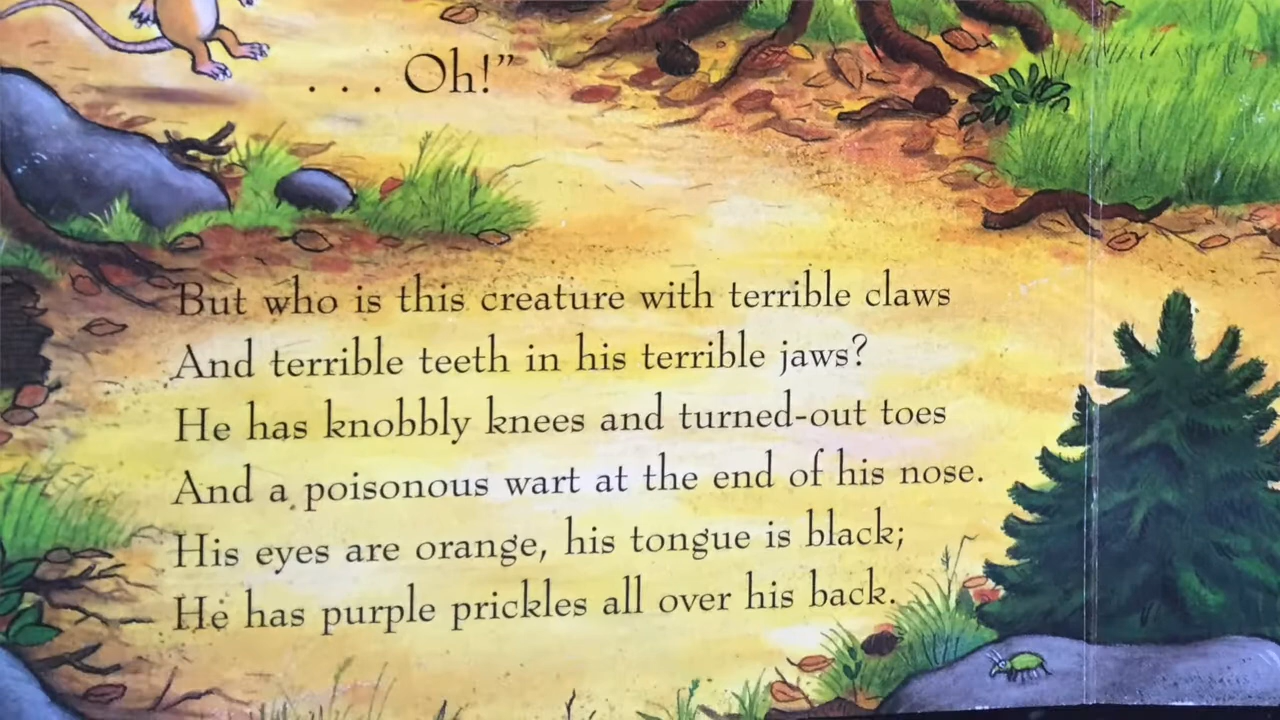 . . . Oh!”
But who is this creature with terrible claws
And terrible teeth in his terrible jaws?
He has knobbly knees and turned-out toes
And a poisonous wart at the end of his nose.
His eyes are orange, his tongue is black;
He has purple prickles all over his back.